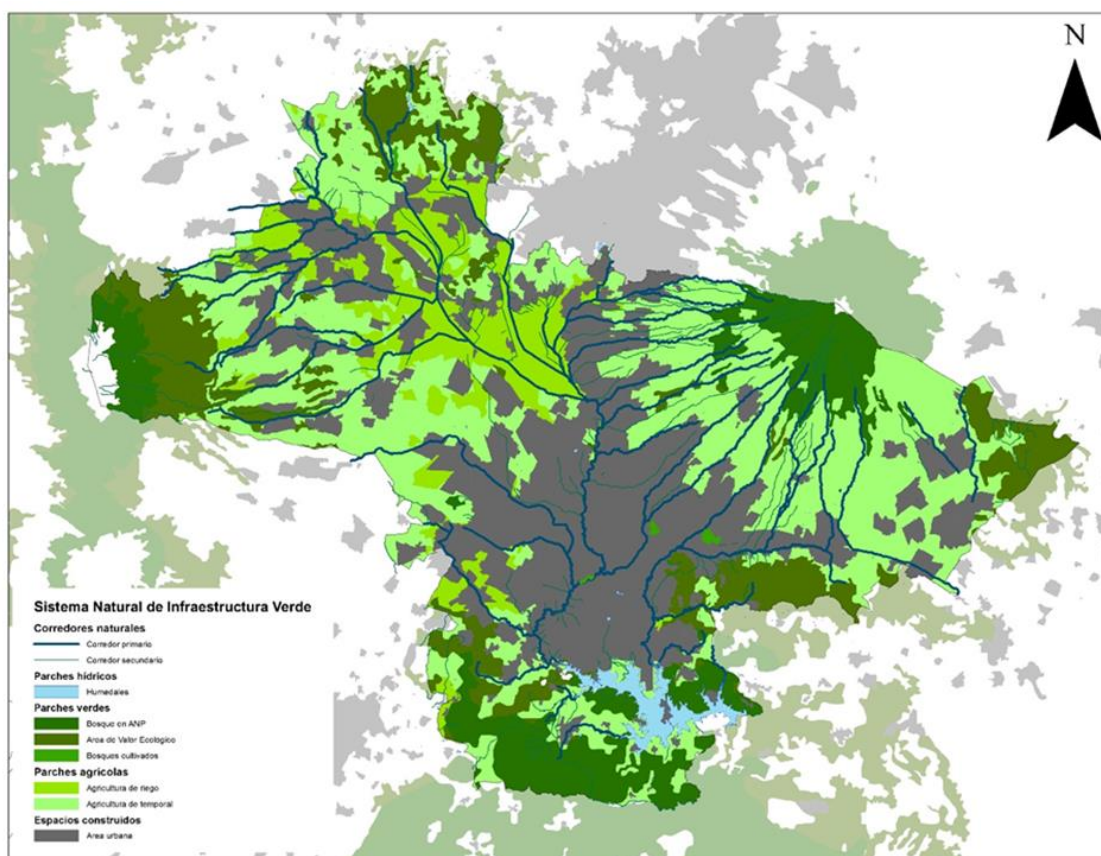 N
Sistema Natural de Infraestructura Verde
Corredores naturales
Corredor primario
Corredor secundario
Parches hídricos
Humedales
Parches verdes
Bosque en ANP
Area de Valor Ecológico
Bosques cultivados
Parches agrícolas
Agricultura de riego
Agricultura de temporal
Espacios construidos
Area urbana